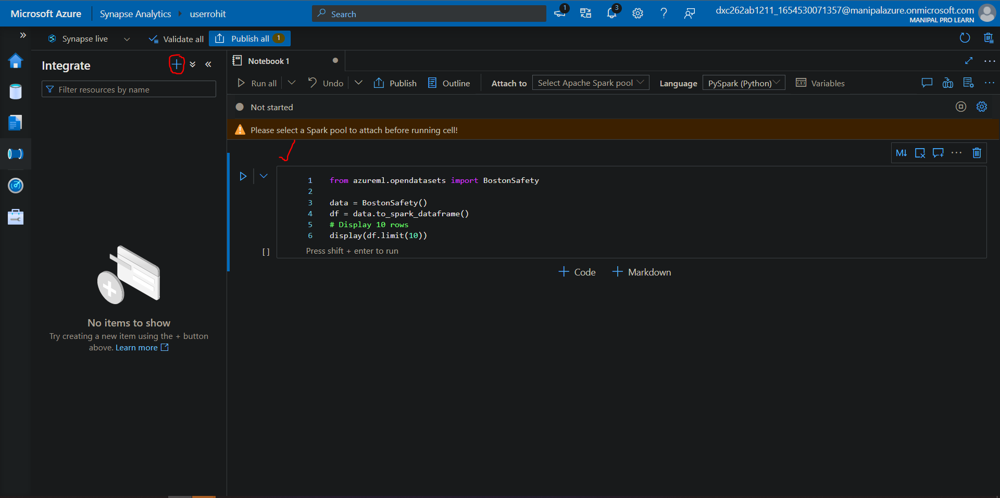 Microsoft Azure Synapse Analytics userrohit
Search
1
3
dxc262ab1211_1654530071357@manipalazure.onmicrosoft.com
MANIPAL PRO LEARN
Synapse live Validate all Publish all 1
Integrate
Filter resources by name
No items to show
Try creating a new item using the + button
above. Learn more
Notebook 1
Run all Undo Publish Outline Attach to Select Apache Spark pool Language PySpark (Python) Variables
Not started
Please select a Spark pool to attach before running cell!
M↓
1 from azureml.opendatasets import BostonSafety
2
3 data = BostonSafety()
4 df = data.to_spark_dataframe()
5 # Display 10 rows
6 display(df.limit(10))
[ ] Press shift + enter to run
+ Code + Markdown